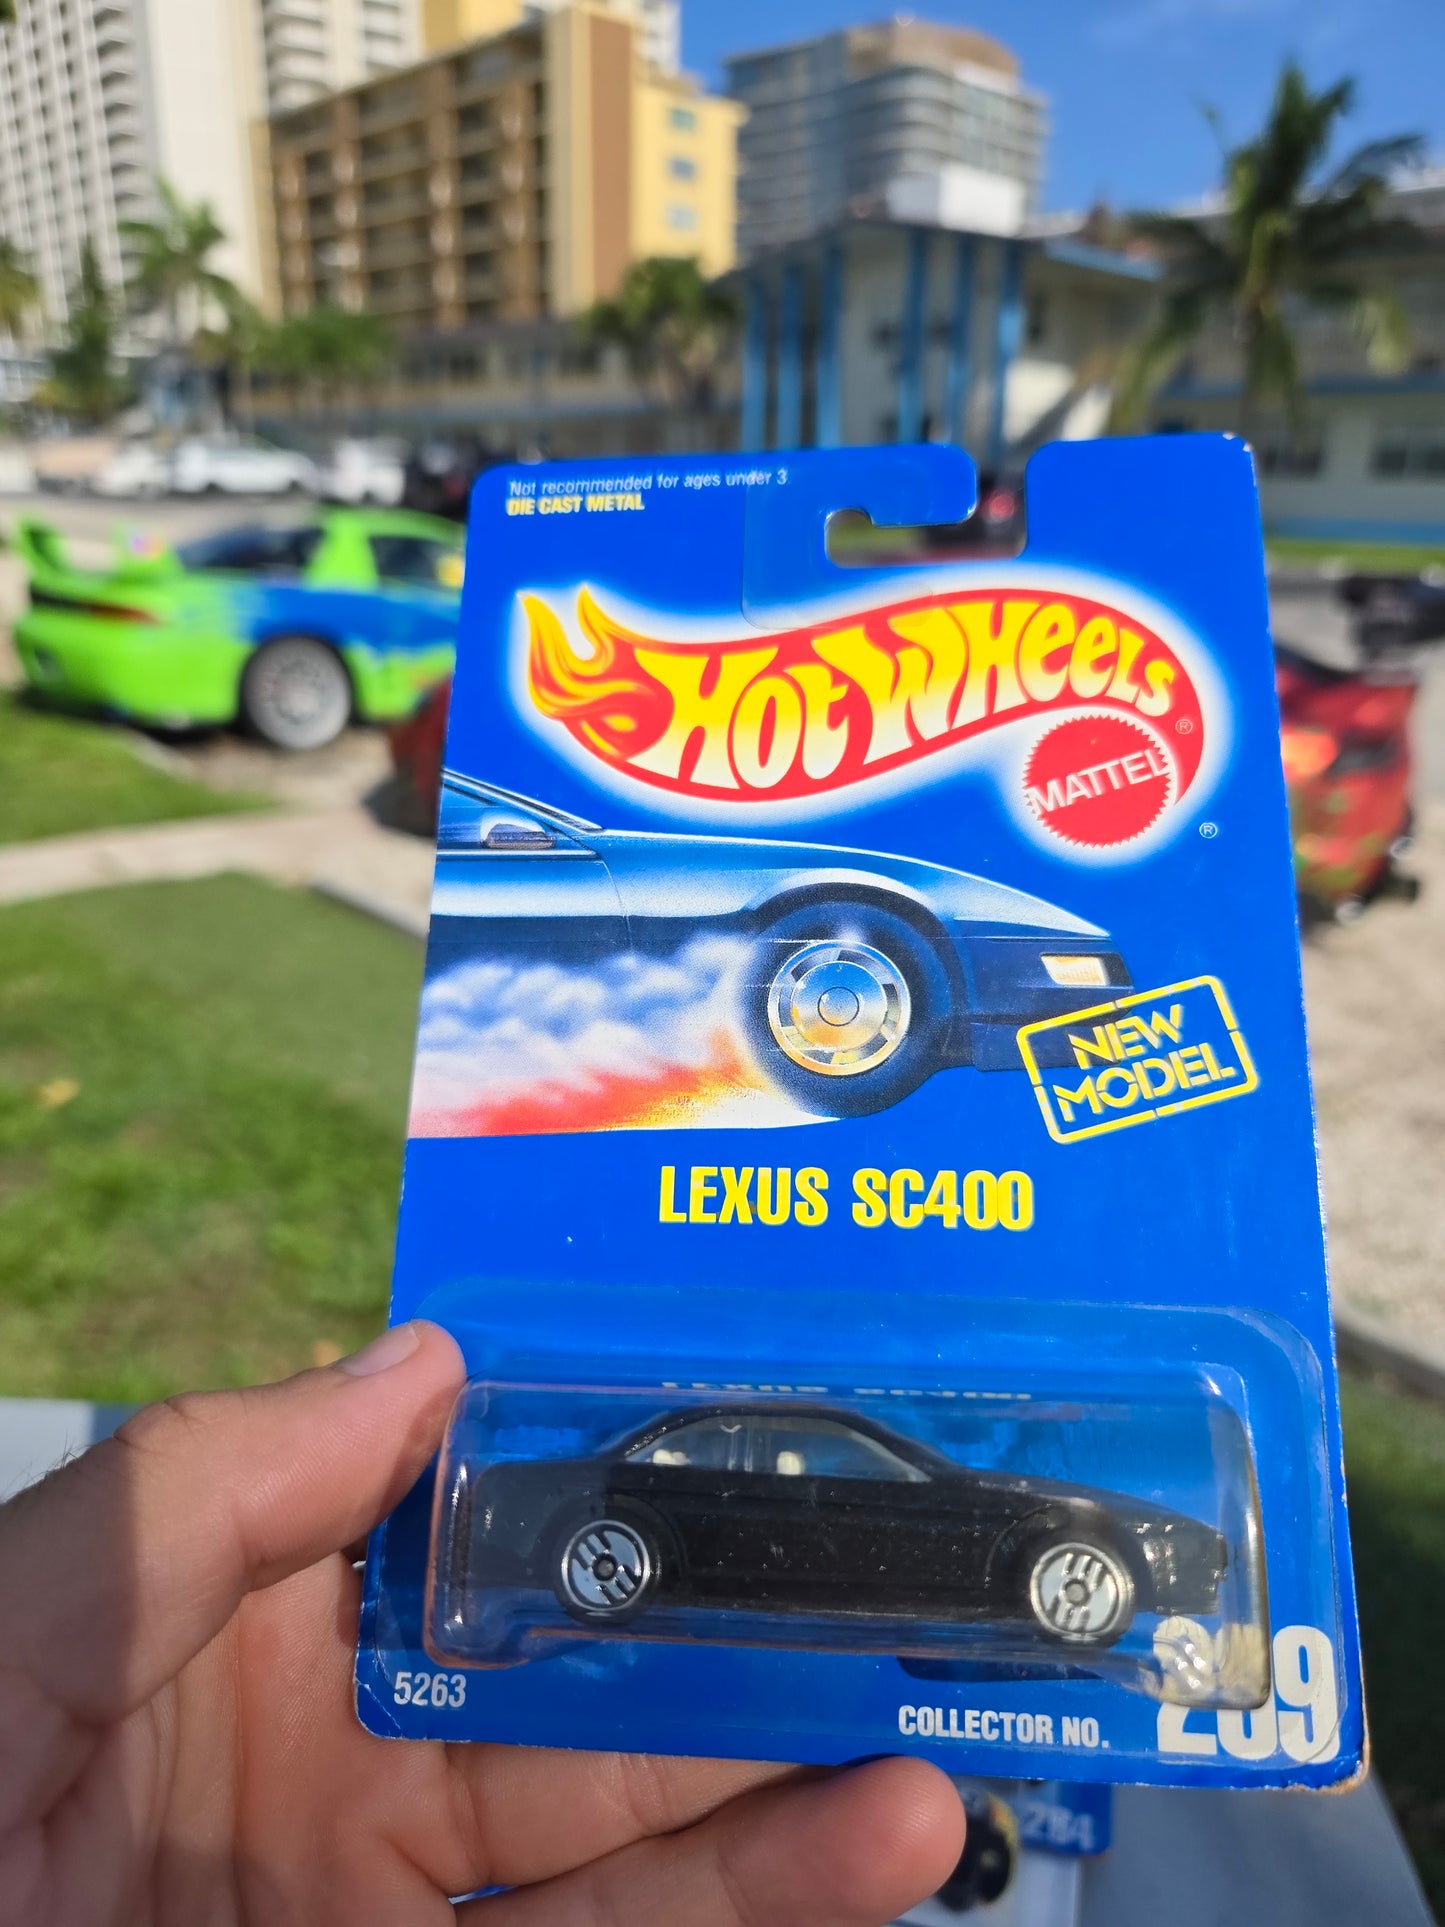 Not recommended for ages under 3
DIE CAST METAL
HOT WHEELS ®
MATTEL
®
NEW
MODEL
LEXUS SC400
5263
COLLECTOR NO.
284